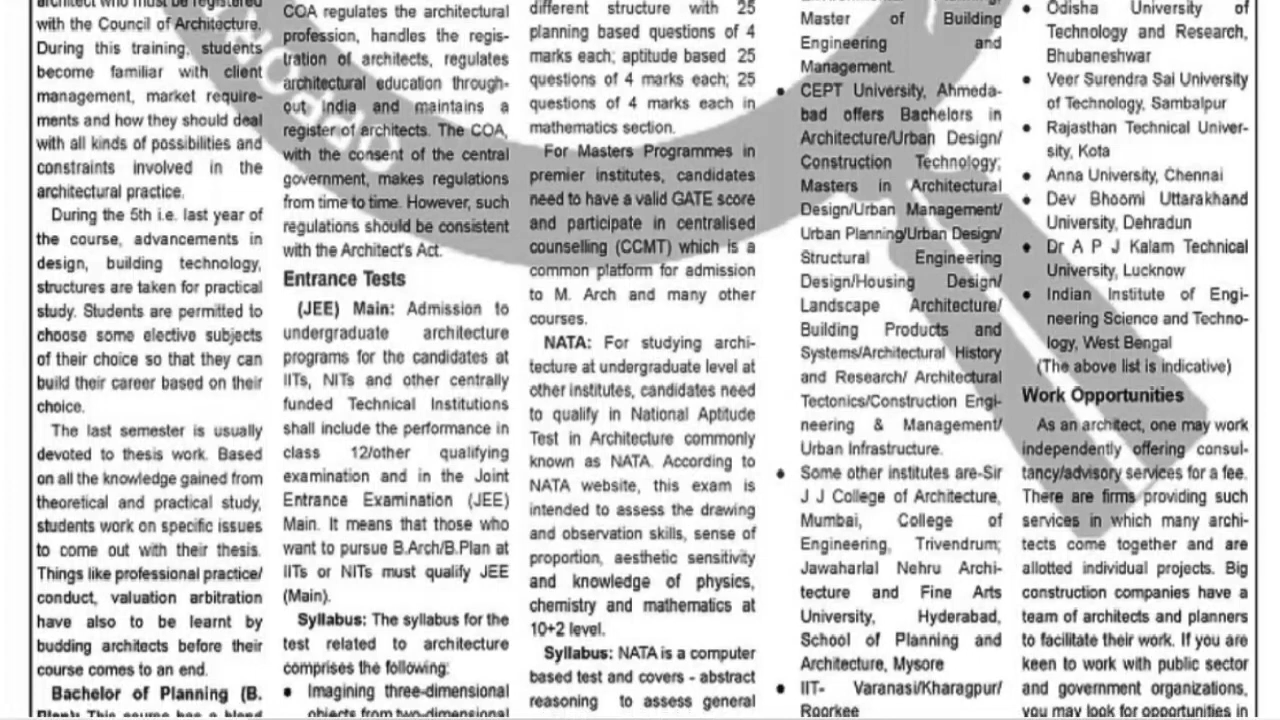 architect who must be registered
with the Council of Architecture.
During this training, students
become familiar with client
management, market require-
ments and how they should deal
with all kinds of possibilities and
constraints involved in the
architectural practice.
During the 5th i.e. last year of
the course, advancements in
design, building technology,
structures are taken for practical
study. Students are permitted to
choose some elective subjects
of their choice so that they can
build their career based on their
choice.
The last semester is usually
devoted to thesis work. Based
on all the knowledge gained from
theoretical and practical study,
students work on specific issues
to come out with their thesis.
Things like professional practice/
conduct, valuation arbitration
have also to be learnt by
budding architects before their
course comes to an end.
Bachelor of Planning (B.
Plan): This course has a blend
COA regulates the architectural
profession, handles the regis-
tration of architects, regulates
architectural education through-
out India and maintains a
register of architects. The COA,
with the consent of the central
government, makes regulations
from time to time. However, such
regulations should be consistent
with the Architect's Act.
Entrance Tests
(JEE) Main: Admission to
undergraduate architecture
programs for the candidates at
IITs, NITs and other centrally
funded Technical Institutions
shall include the performance in
class 12/other qualifying
examination and in the Joint
Entrance Examination (JEE)
Main. It means that those who
want to pursue B.Arch/B.Plan at
IITs or NITs must qualify JEE
(Main).
Syllabus: The syllabus for the
test related to architecture
comprises the following:
• Imagining three-dimensional
objects from two-dimensional
different structure with 25
planning based questions of 4
marks each; aptitude based 25
questions of 4 marks each; 25
questions of 4 marks each in
mathematics section.
For Masters Programmes in
premier institutes, candidates
need to have a valid GATE score
and participate in centralised
counselling (CCMT) which is a
common platform for admission
to M. Arch and many other
courses.
NATA: For studying archi-
tecture at undergraduate level at
other institutes, candidates need
to qualify in National Aptitude
Test in Architecture commonly
known as NATA. According to
NATA website, this exam is
intended to assess the drawing
and observation skills, sense of
proportion, aesthetic sensitivity
and knowledge of physics,
chemistry and mathematics at
10+2 level.
Syllabus: NATA is a computer
based test and covers - abstract
reasoning to assess general
Master of Building
Engineering and
Management.
• CEPT University, Ahmeda-
bad offers Bachelors in
Architecture/Urban Design/
Construction Technology;
Masters in Architectural
Design/Urban Management/
Urban Planning/Urban Design/
Structural Engineering
Design/Housing Design/
Landscape Architecture/
Building Products and
Systems/Architectural History
and Research/ Architectural
Tectonics/Construction Engi-
neering & Management/
Urban Infrastructure.
• Some other institutes are-Sir
J J College of Architecture,
Mumbai, College of
Engineering, Trivendrum;
Jawaharlal Nehru Archi-
tecture and Fine Arts
University, Hyderabad,
School of Planning and
Architecture, Mysore
• IIT- Varanasi/Kharagpur/
Roorkee
• Odisha University of
Technology and Research,
Bhubaneshwar
• Veer Surendra Sai University
of Technology, Sambalpur
• Rajasthan Technical Univer-
sity, Kota
• Anna University, Chennai
• Dev Bhoomi Uttarakhand
University, Dehradun
• Dr A P J Kalam Technical
University, Lucknow
• Indian Institute of Engi-
neering Science and Techno-
logy, West Bengal
(The above list is indicative)
Work Opportunities
As an architect, one may work
independently offering consul-
tancy/advisory services for a fee.
There are firms providing such
services in which many archi-
tects come together and are
allotted individual projects. Big
construction companies have a
team of architects and planners
to facilitate their work. If you are
keen to work with public sector
and government organizations,
you may look for opportunities in